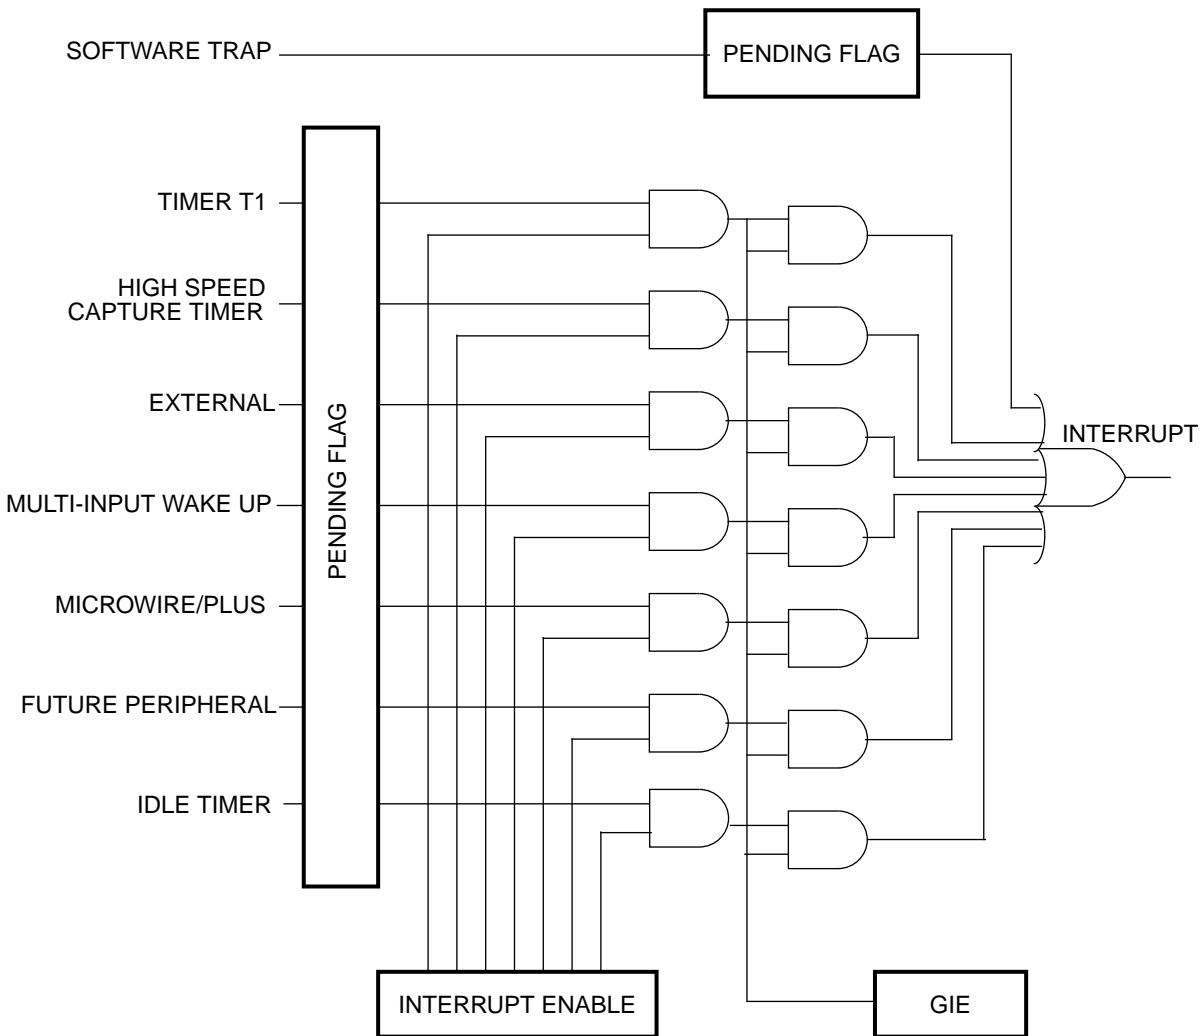 SOFTWARE TRAP
PENDING FLAG
TIMER T1
HIGH SPEED
CAPTURE TIMER
EXTERNAL
MULTI-INPUT WAKE UP
MICROWIRE/PLUS
FUTURE PERIPHERAL
IDLE TIMER
PENDING FLAG
INTERRUPT
INTERRUPT ENABLE
GIE